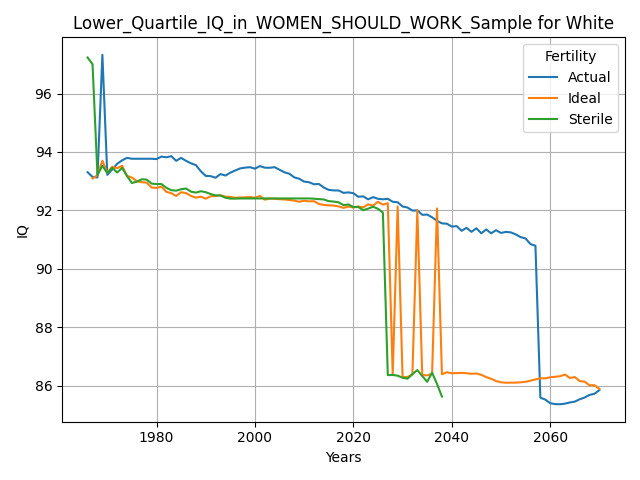 Lower_Quartile_IQ_in_WOMEN_SHOULD_WORK_Sample for White
Fertility
Actual
Ideal
Sterile
IQ
96
94
92
90
88
86
1980
2000
2020
2040
2060
Years